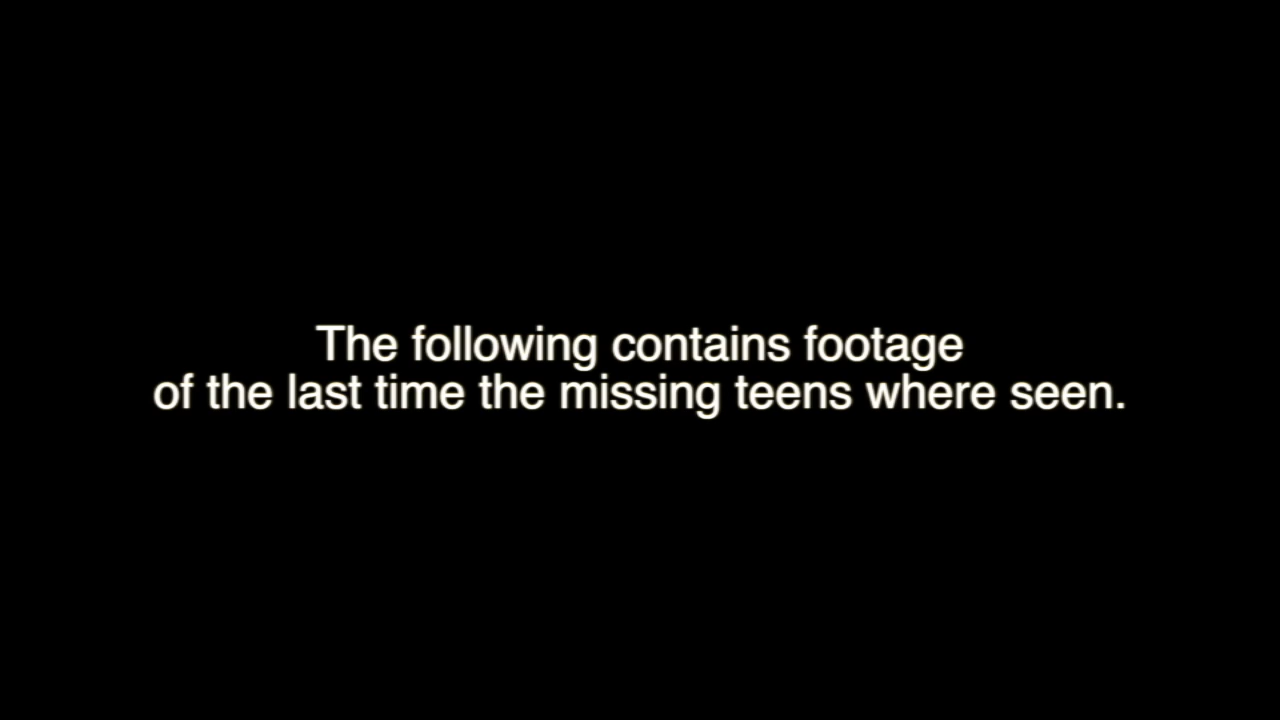 The following contains footage
of the last time the missing teens where seen.